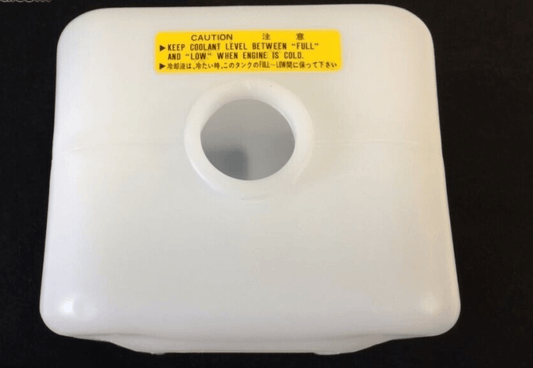 CAUTION 注 意
▶ KEEP COOLANT LEVEL BETWEEN "FULL"
AND "LOW" WHEN ENGINE IS COLD.
▶ 冷却液は、冷たい時、このタンクのFULL〜LOW間に保って下さい